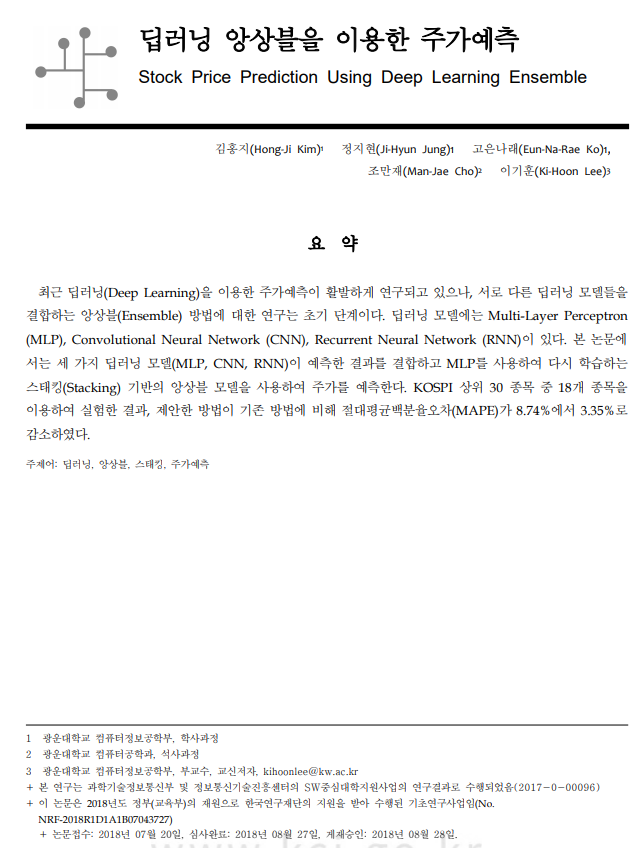 딥러닝 앙상블을 이용한 주가예측
Stock Price Prediction Using Deep Learning Ensemble
김홍지(Hong-Ji Kim)1 정지현(Ji-Hyun Jung)1 고은나래(Eun-Na-Rae Ko)1,
조만재(Man-Jae Cho)2 이기훈(Ki-Hoon Lee)3
요 약
최근 딥러닝(Deep Learning)을 이용한 주가예측이 활발하게 연구되고 있으나, 서로 다른 딥러닝 모델들을
결합하는 앙상블(Ensemble) 방법에 대한 연구는 초기 단계이다. 딥러닝 모델에는 Multi-Layer Perceptron
(MLP), Convolutional Neural Network (CNN), Recurrent Neural Network (RNN)이 있다. 본 논문에
서는 세 가지 딥러닝 모델(MLP, CNN, RNN)이 예측한 결과를 결합하고 MLP를 사용하여 다시 학습하는
스태킹(Stacking) 기반의 앙상블 모델을 사용하여 주가를 예측한다. KOSPI 상위 30 종목 중 18개 종목을
이용하여 실험한 결과, 제안한 방법이 기존 방법에 비해 절대평균백분율오차(MAPE)가 8.74%에서 3.35%로
감소하였다.
주제어: 딥러닝, 앙상블, 스태킹, 주가예측
1 광운대학교 컴퓨터정보공학부, 학사과정
2 광운대학교 컴퓨터공학과, 석사과정
3 광운대학교 컴퓨터정보공학부, 부교수, 교신저자, kihoonlee@kw.ac.kr
+ 본 연구는 과학기술정보통신부 및 정보통신기술진흥센터의 SW중심대학지원사업의 연구결과로 수행되었음(2017-0-00096)
+ 이 논문은 2018년도 정부(교육부)의 재원으로 한국연구재단의 지원을 받아 수행된 기초연구사업임(No.
NRF-2018R1D1A1B07043727)
+ 논문접수: 2018년 07월 20일, 심사완료: 2018년 08월 27일, 게재승인: 2018년 08월 28일.